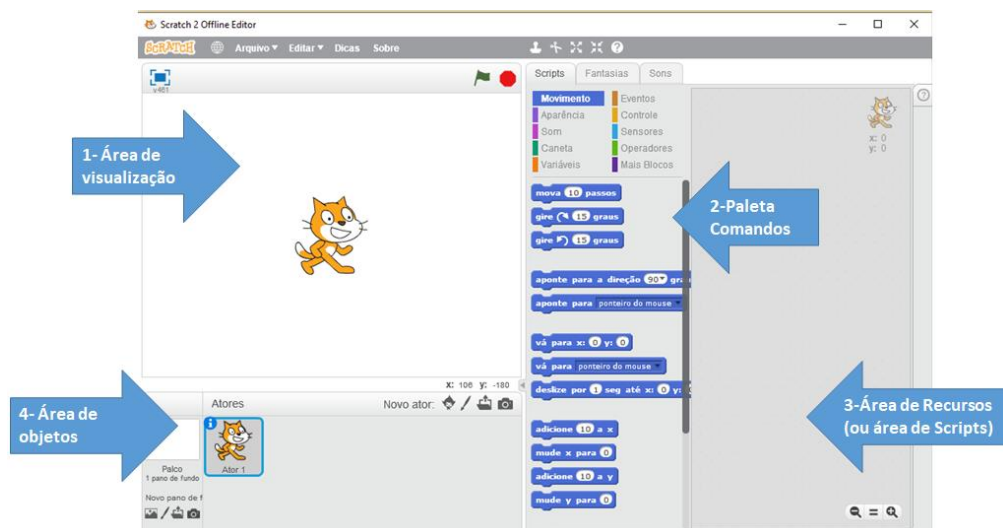 Scratch 2 Offline Editor
SCRATCH Arquivo Editar Dicas Sobre
v461
Scripts Fantasias Sons
Movimento Eventos
Aparência Controle
Som Sensores
Caneta Operadores
Variáveis Mais Blocos
x: 0
y: 0
1- Área de
visualização
2-Paleta
Comandos
mova 10 passos
gire 15 graus
gire 15 graus
aponte para a direção 90 gra
aponte para ponteiro do mouse
vá para x: 0 y: 0
vá para ponteiro do mouse
deslize por 1 seg até x: 0 y:
adicione 10 a x
mude x para 0
adicione 10 a y
mude y para 0
X: 106 y: -180
4- Área de
objetos
Atores Novo ator:
Ator 1
Palco
1 pano de fundo
Novo pano de f
3-Área de Recursos
(ou área de Scripts)